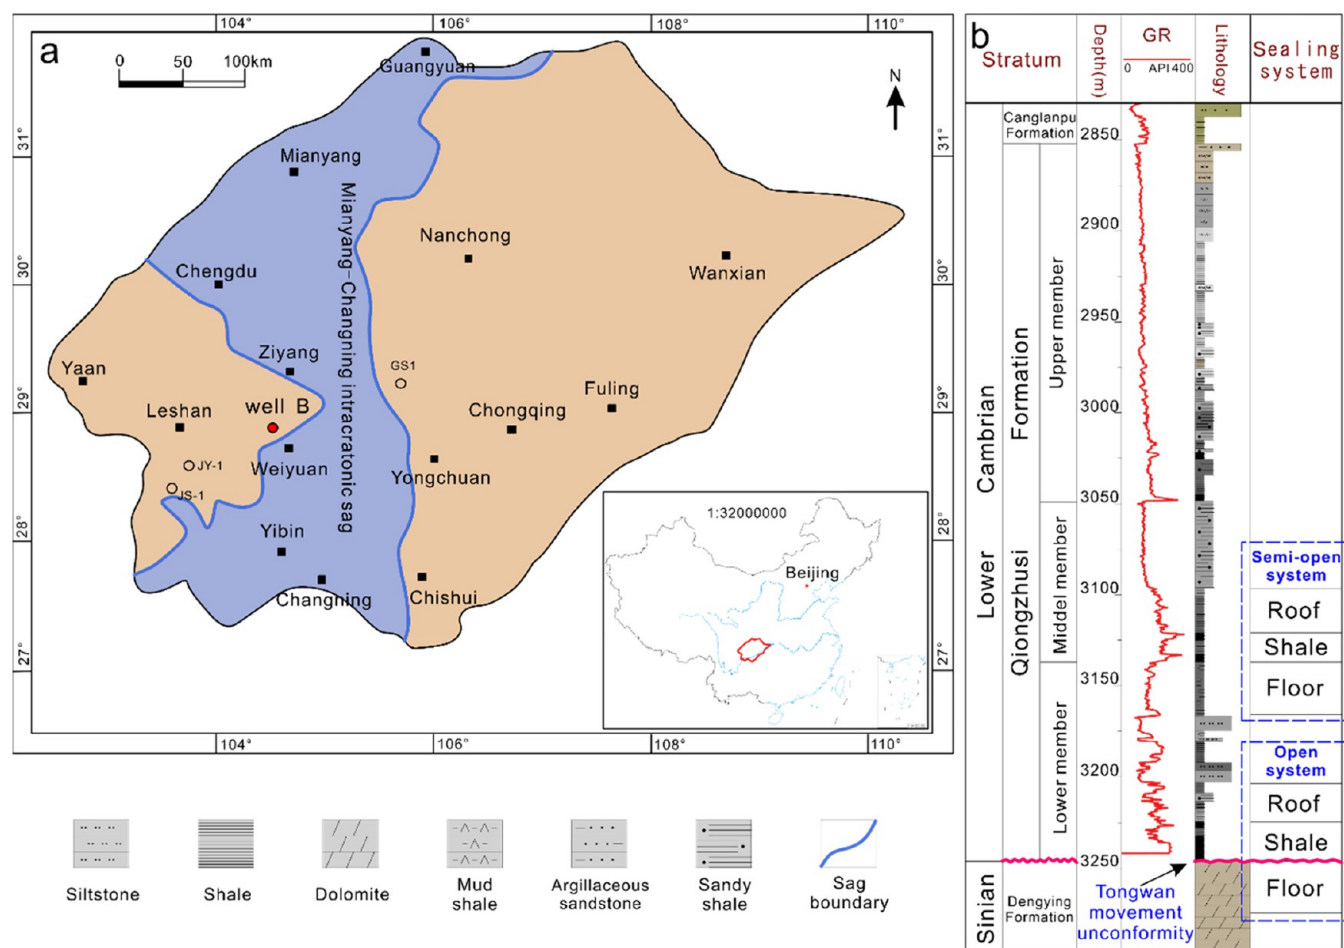 a
104°
106°
108°
110°
0 50 100km
N
Guangyuan
31°
31°
Mianyang
Mianyang-Changning intracratonic sag
Nanchong
Wanxian
30°
30°
Chengdu
Ziyang
Yaan
GS1
29°
29°
Leshan
well B
Chongqing
Fuling
JY-1
Weiyuan
Yongchuan
JS-1
28°
28°
Yibin
Changning
Chishui
27°
27°
1:32000000
Beijing
104°
106°
108°
110°
Siltstone
Shale
Dolomite
Mud
shale
Argillaceous
sandstone
Sandy
shale
Sag
boundary
b
Stratum
Depth(m)
GR
0 API 400
Lithology
Sealing
system
Canglanpu
Formation
Lower Cambrian
Qiongzhusi Formation
Upper member
Middel member
Lower member
2850
2900
2950
3000
3050
3100
3150
3200
3250
Semi-open
system
Roof
Shale
Floor
Open
system
Roof
Shale
Floor
Sinian
Dengying
Formation
Tongwan
movement
unconformity